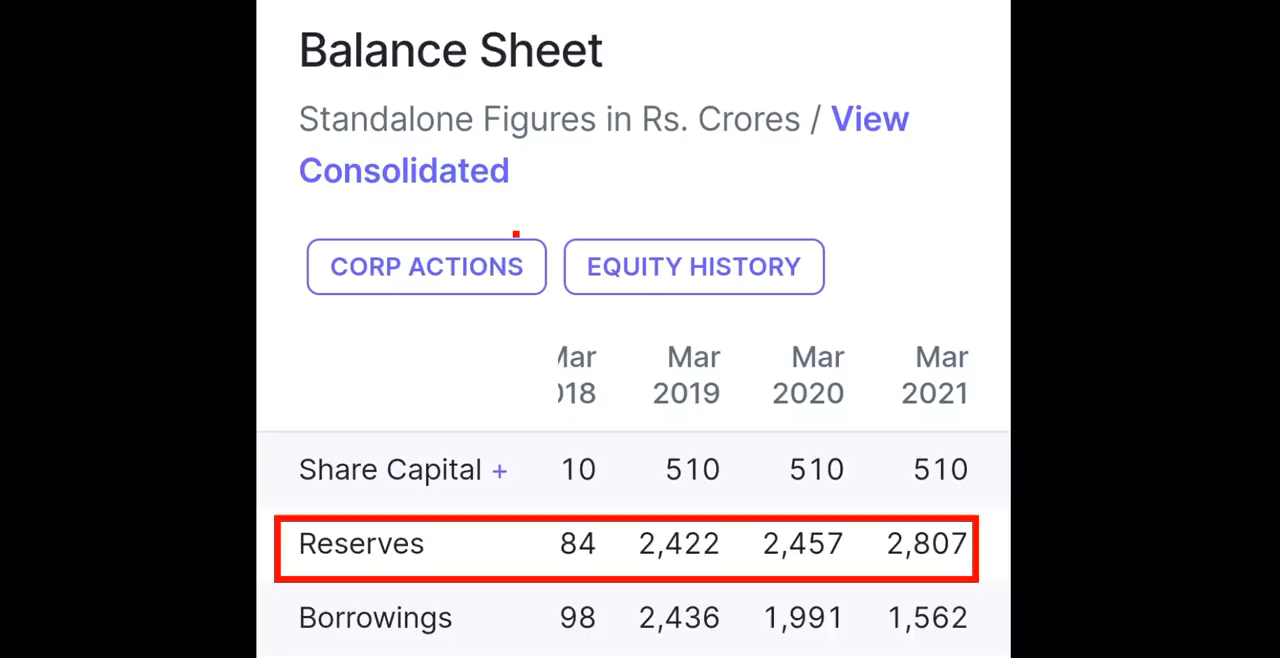 Balance Sheet
Standalone Figures in Rs. Crores / View
Consolidated
CORP ACTIONS EQUITY HISTORY
Mar Mar Mar Mar
18 2019 2020 2021
Share Capital + 10 510 510 510
Reserves 84 2,422 2,457 2,807
Borrowings 98 2,436 1,991 1,562